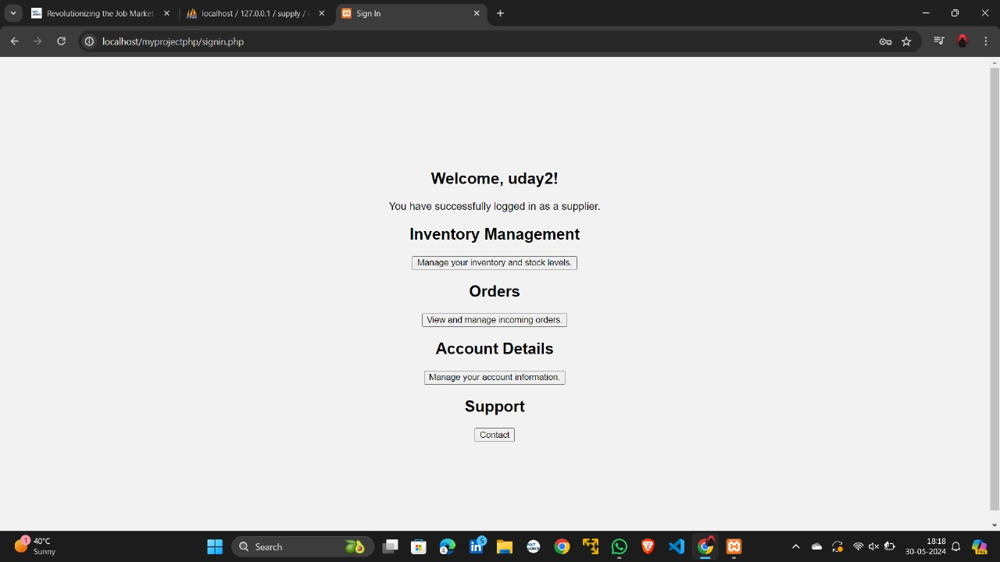 Revolutionizing the Job Market
localhost / 127.0.0.1 / supply /
Sign In
localhost/myprojectphp/signin.php
Welcome, uday2!
You have successfully logged in as a supplier.
Inventory Management
Manage your inventory and stock levels.
Orders
View and manage incoming orders.
Account Details
Manage your account information.
Support
Contact
1
40°C
Sunny
Search
5
18:18
30-05-2024
PRE